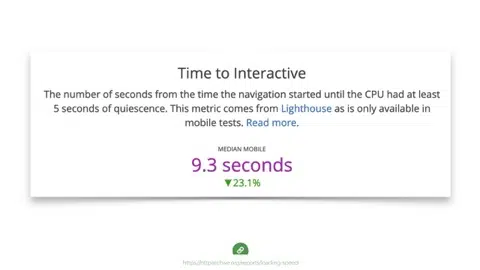 Time to Interactive
The number of seconds from the time the navigation started until the CPU had at least
5 seconds of quiescence. This metric comes from Lighthouse as is only available in
mobile tests. Read more.
MEDIAN MOBILE
9.3 seconds
▼23.1%
https://httparchive.org/reports/loading-speed